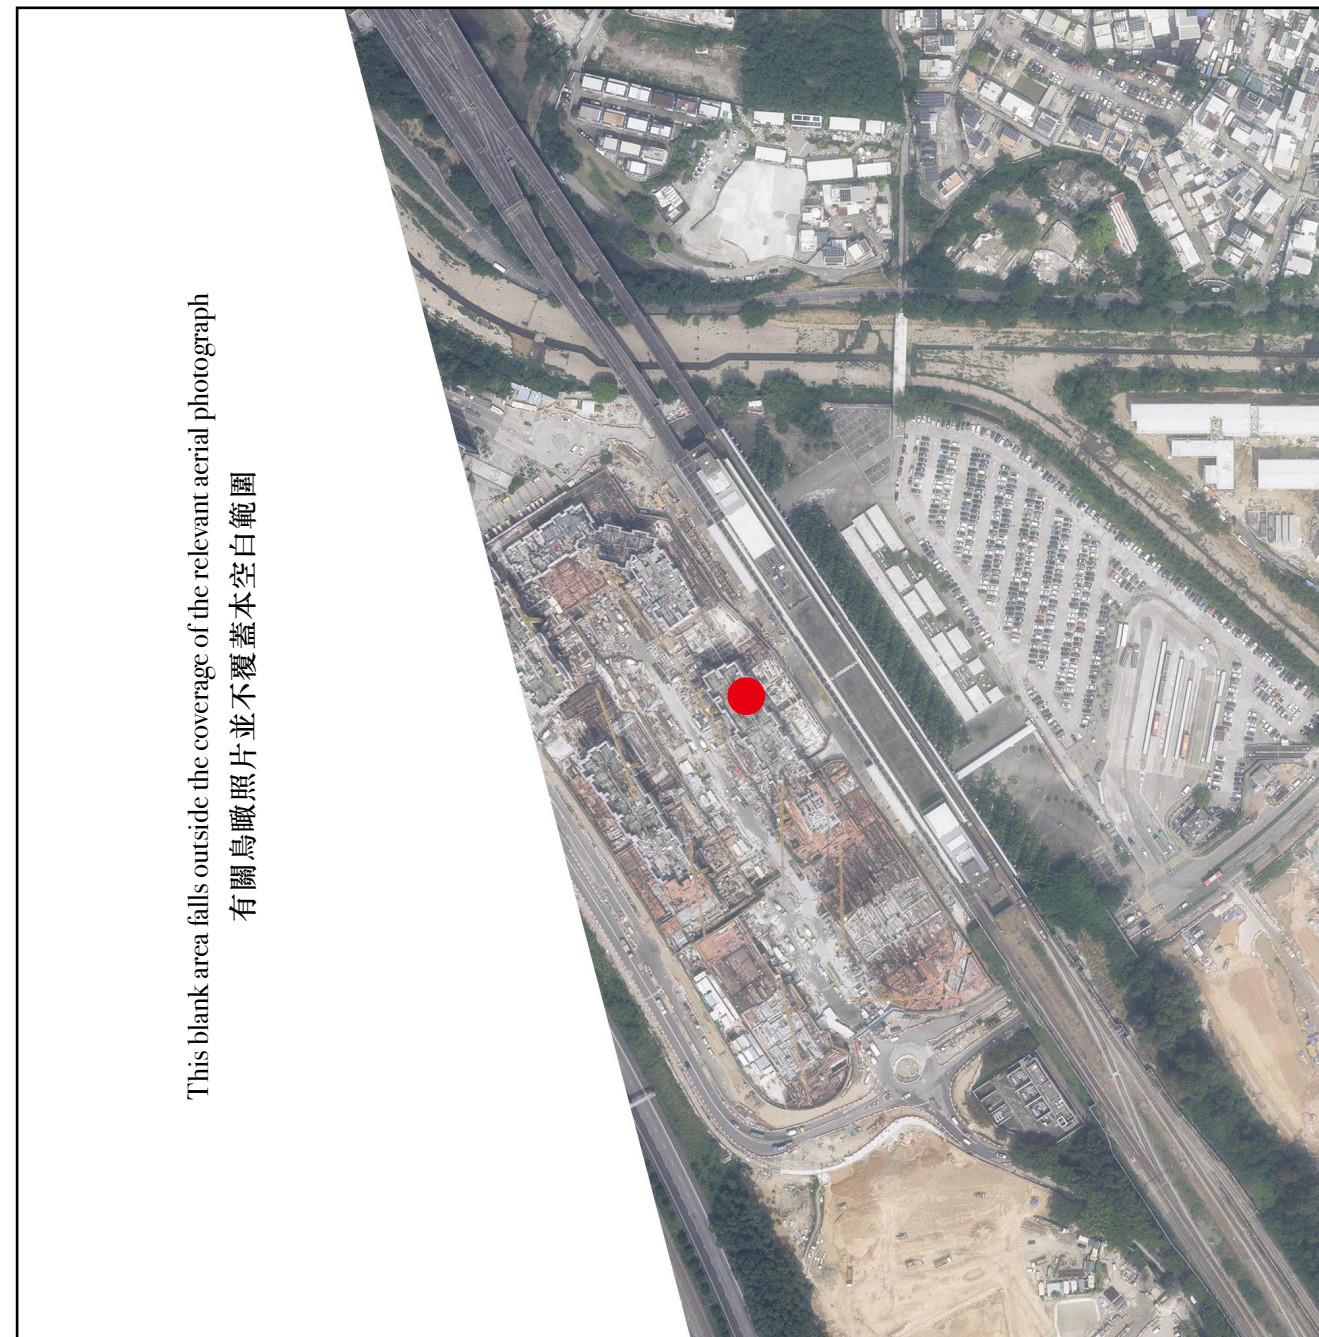 This blank area falls outside the coverage of the relevant aerial photograph
有關鳥瞰照片並不覆蓋本空白範圍